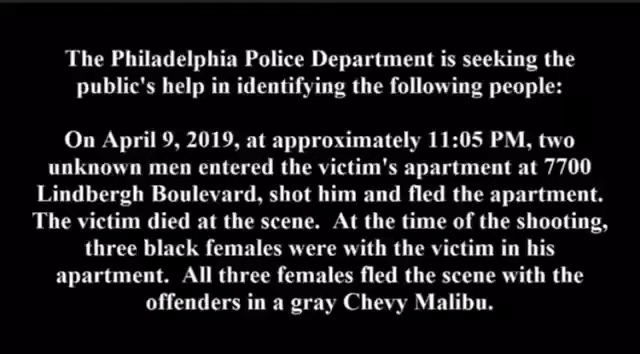 The Philadelphia Police Department is seeking the
public's help in identifying the following people:
On April 9, 2019, at approximately 11:05 PM, two
unknown men entered the victim's apartment at 7700
Lindbergh Boulevard, shot him and fled the apartment.
The victim died at the scene.  At the time of the shooting,
three black females were with the victim in his
apartment.  All three females fled the scene with the
offenders in a gray Chevy Malibu.